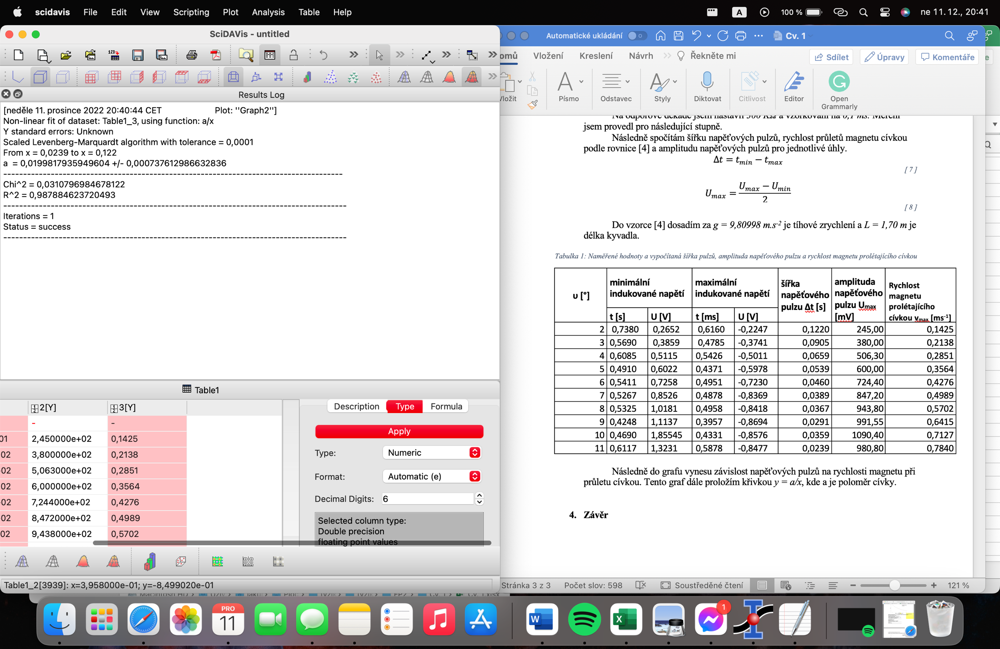 scidavis File Edit View Scripting Plot Analysis Table Help
A 100 % ne 11. 12., 20:41
SciDAVis - untitled
Results Log
[neděle 11. prosince 2022 20:40:44 CET Plot: ''Graph2'']
Non-linear fit of dataset: Table1_3, using function: a/x
Y standard errors: Unknown
Scaled Levenberg-Marquardt algorithm with tolerance = 0,0001
From x = 0,0239 to x = 0,122
a = 0,0199817935949604 +/- 0,000737612986632836
--------------------------------------------------------------------------------------
Chi^2 = 0,0310796984678122
R^2 = 0,987884623720493
---------------------------------------------------------------------------------------
Iterations = 1
Status = success
---------------------------------------------------------------------------------------
Table1
2[Y] 3[Y]
- -
01 2,450000e+02 0,1425
02 3,800000e+02 0,2138
-02 5,063000e+02 0,2851
02 6,000000e+02 0,3564
-02 7,244000e+02 0,4276
-02 8,472000e+02 0,4989
02 9,438000e+02 0,5702
Description Type Formula
Apply
Type: Numeric
Format: Automatic (e)
Decimal Digits: 6
Selected column type:
Double precision
floating point values
Table1_2[3939]: x=3,958000e-01; y=-8,499020e-01
Automatické ukládání Cv. 1
omů Vložení Kreslení Návrh Řekněte mi Sdílet Úpravy Komentáře
Vložit Písmo Odstavec Styly Diktovat Citlivost Editor Open
Grammarly
Na odporové dekádě jsem nastavil 500 KΩ a vzorkování na 0,1 ms. Měření
jsem provedl pro následující stupně.
Následně spočítám šířku napěťových pulzů, rychlost průletů magnetu cívkou
podle rovnice [4] a amplitudu napěťových pulzů pro jednotlivé úhly.
Δt = tmin − tmax
[ 7 ]
Umax = Umax − Umin
2
[ 8 ]
Do vzorce [4] dosadím za g = 9,80998 m.s-2 je tíhové zrychlení a L = 1,70 m je
délka kyvadla.
Tabulka 1: Naměřené hodnoty a vypočítaná šířka pulzů, amplituda napěťového pulzu a rychlost magnetu prolétajícího cívkou
υ [°] minimální indukované napětí maximální indukované napětí šířka napěťového pulzu Δt [s] amplituda napěťového pulzu Umax [mV] Rychlost magnetu prolétajícího cívkou vmax [ms-1]
t [s] U [V] t [ms] U [V]
2 0,7380 0,2652 0,6160 -0,2247 0,1220 245,00 0,1425
3 0,5690 0,3859 0,4785 -0,3741 0,0905 380,00 0,2138
4 0,6085 0,5115 0,5426 -0,5011 0,0659 506,30 0,2851
5 0,4910 0,6022 0,4371 -0,5978 0,0539 600,00 0,3564
6 0,5411 0,7258 0,4951 -0,7230 0,0460 724,40 0,4276
7 0,5267 0,8526 0,4878 -0,8369 0,0389 847,20 0,4989
8 0,5325 1,0181 0,4958 -0,8418 0,0367 943,80 0,5702
9 0,4248 1,1137 0,3957 -0,8694 0,0291 991,55 0,6415
10 0,4690 1,85545 0,4331 -0,8576 0,0359 1090,40 0,7127
11 0,6117 1,3231 0,5878 -0,8477 0,0239 980,80 0,7840
Následně do grafu vynesu závislost napěťových pulzů na rychlosti magnetu při
průletu cívkou. Tento graf dále proložím křivkou y = a/x, kde a je poloměr cívky.
4. Závěr
Stránka 3 z 3 Počet slov: 598 Soustředěné čtení 121 %
PRO
11
1